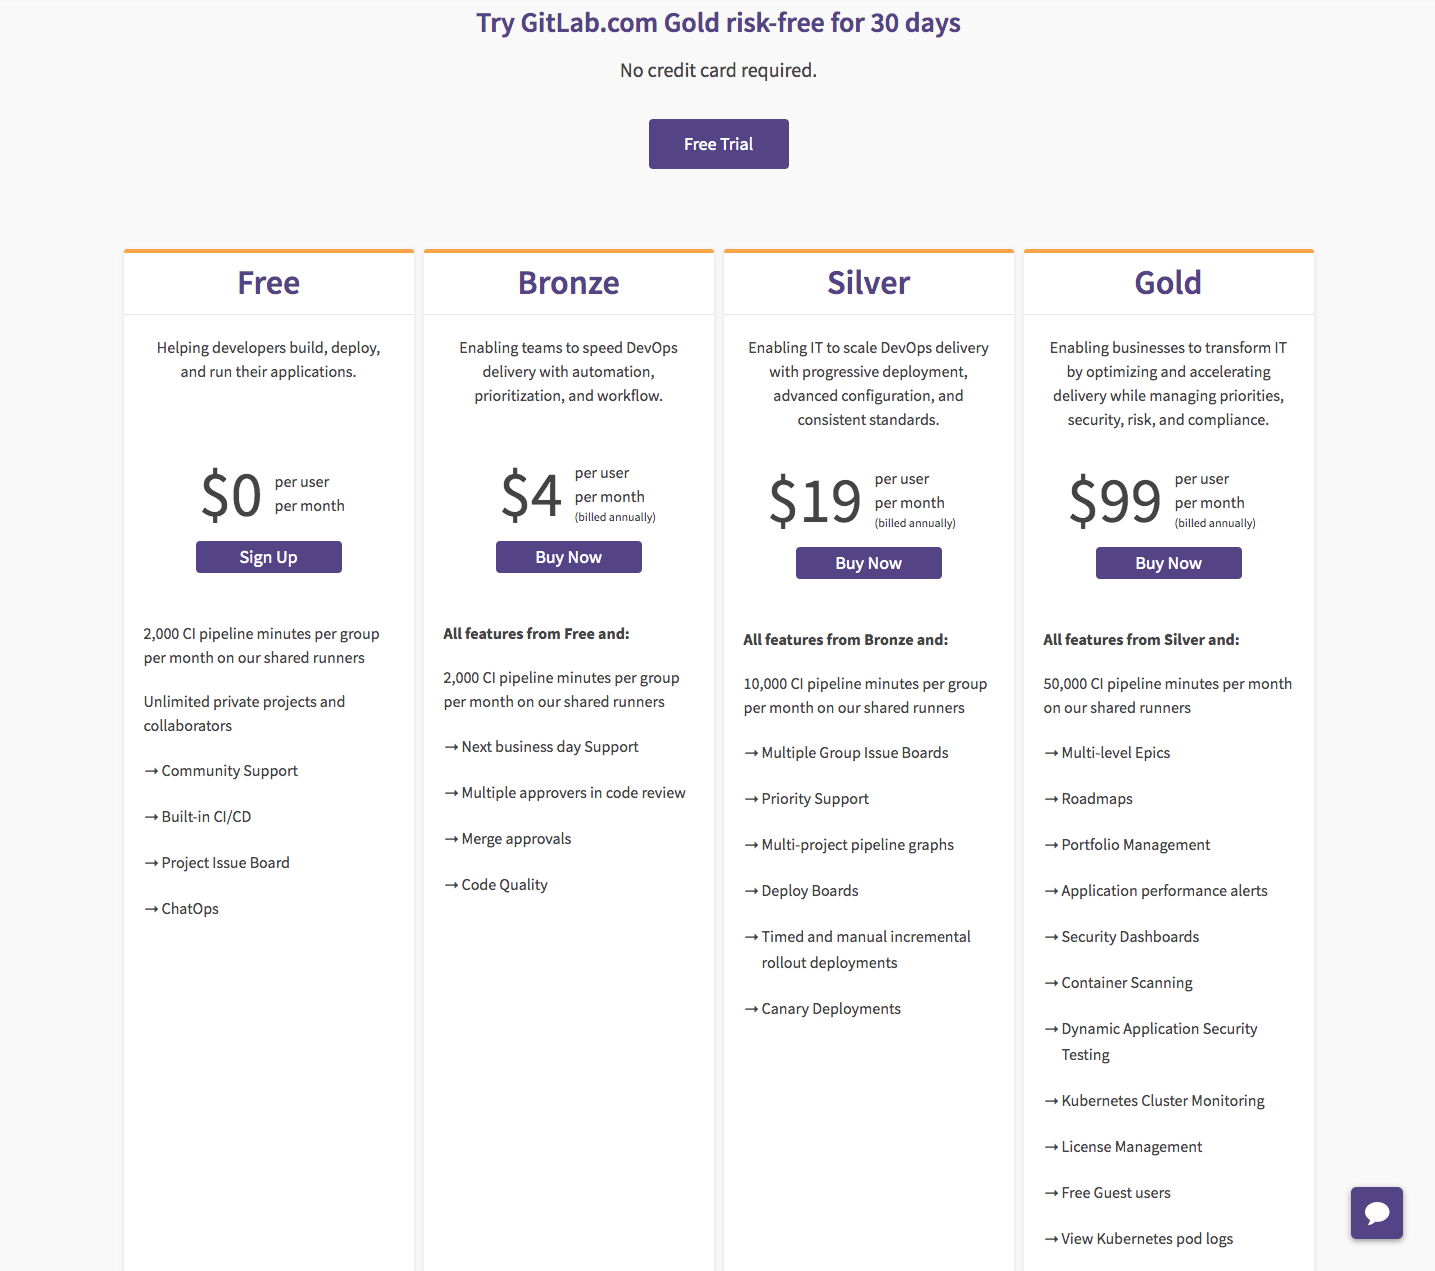 Try GitLab.com Gold risk-free for 30 days
No credit card required.
Free Trial
Free
Helping developers build, deploy,
and run their applications.
$0
per user
per month
Sign Up
2,000 CI pipeline minutes per group
per month on our shared runners
Unlimited private projects and
collaborators
→ Community Support
→ Built-in CI/CD
→ Project Issue Board
→ ChatOps
Bronze
Enabling teams to speed DevOps
delivery with automation,
prioritization, and workflow.
$4
per user
per month
(billed annually)
Buy Now
All features from Free and:
2,000 CI pipeline minutes per group
per month on our shared runners
→ Next business day Support
→ Multiple approvers in code review
→ Merge approvals
→ Code Quality
Silver
Enabling IT to scale DevOps delivery
with progressive deployment,
advanced configuration, and
consistent standards.
$19
per user
per month
(billed annually)
Buy Now
All features from Bronze and:
10,000 CI pipeline minutes per group
per month on our shared runners
→ Multiple Group Issue Boards
→ Priority Support
→ Multi-project pipeline graphs
→ Deploy Boards
→ Timed and manual incremental
rollout deployments
→ Canary Deployments
Gold
Enabling businesses to transform IT
by optimizing and accelerating
delivery while managing priorities,
security, risk, and compliance.
$99
per user
per month
(billed annually)
Buy Now
All features from Silver and:
50,000 CI pipeline minutes per month
on our shared runners
→ Multi-level Epics
→ Roadmaps
→ Portfolio Management
→ Application performance alerts
→ Security Dashboards
→ Container Scanning
→ Dynamic Application Security
Testing
→ Kubernetes Cluster Monitoring
→ License Management
→ Free Guest users
→ View Kubernetes pod logs